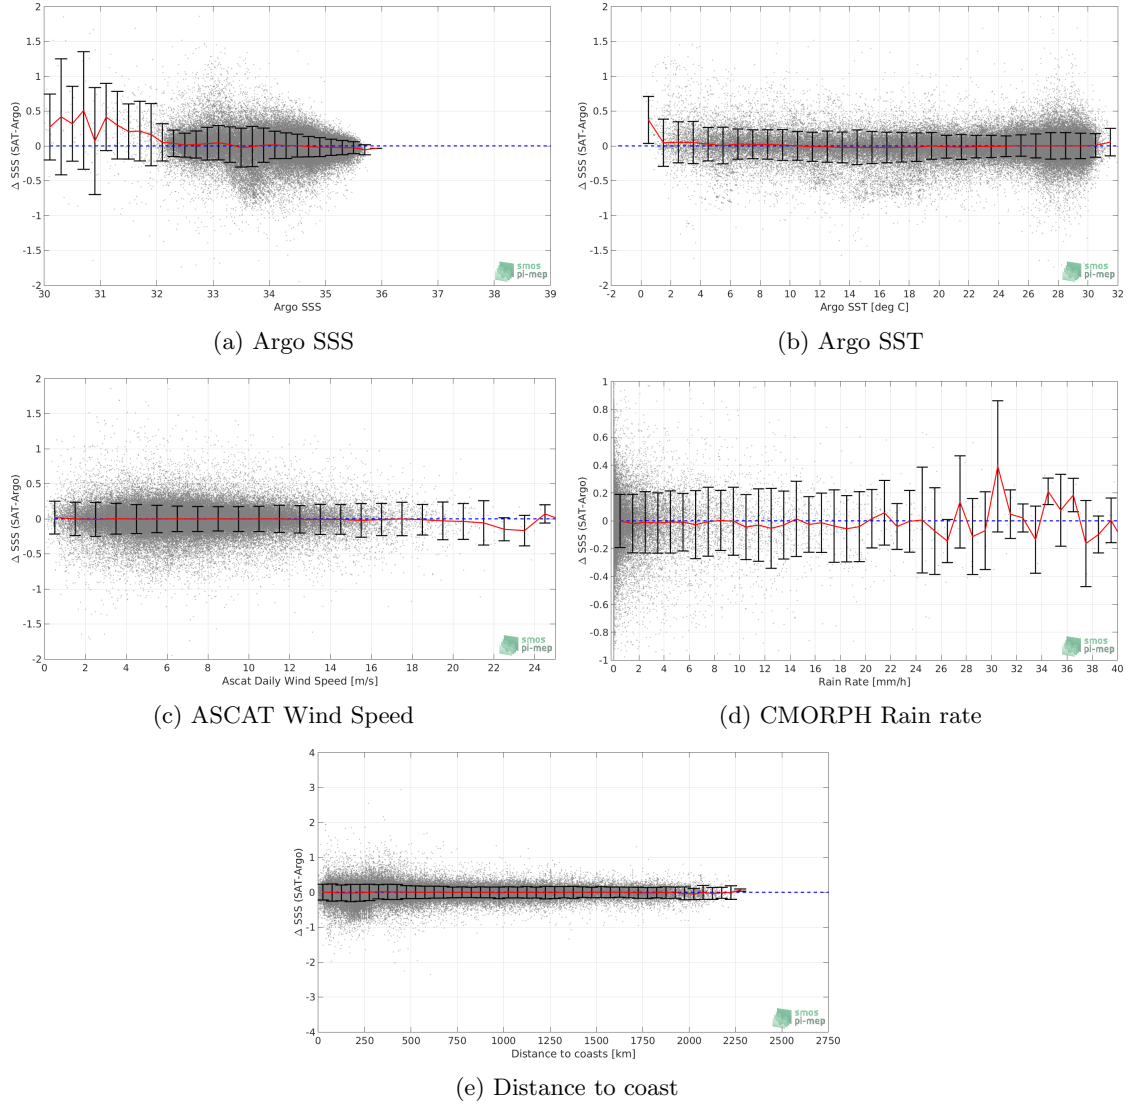 2
1.5
1
0.5
0
-0.5
-1
-1.5
-2
Δ SSS (SAT-Argo)
30 31 32 33 34 35 36 37 38 39
Argo SSS
smos
pi-mep
(a) Argo SSS
2
1.5
1
0.5
0
-0.5
-1
-1.5
-2
Δ SSS (SAT-Argo)
-2 0 2 4 6 8 10 12 14 16 18 20 22 24 26 28 30 32
Argo SST [deg C]
smos
pi-mep
(b) Argo SST
2
1.5
1
0.5
0
-0.5
-1
-1.5
-2
Δ SSS (SAT-Argo)
0 2 4 6 8 10 12 14 16 18 20 22 24
Ascat Daily Wind Speed [m/s]
smos
pi-mep
(c) ASCAT Wind Speed
1
0.8
0.6
0.4
0.2
0
-0.2
-0.4
-0.6
-0.8
-1
Δ SSS (SAT-Argo)
0 2 4 6 8 10 12 14 16 18 20 22 24 26 28 30 32 34 36 38 40
Rain Rate [mm/h]
smos
pi-mep
(d) CMORPH Rain rate
4
3
2
1
0
-1
-2
-3
-4
Δ SSS (SAT-Argo)
0 250 500 750 1000 1250 1500 1750 2000 2250 2500 2750
Distance to coasts [km]
smos
pi-mep
(e) Distance to coast